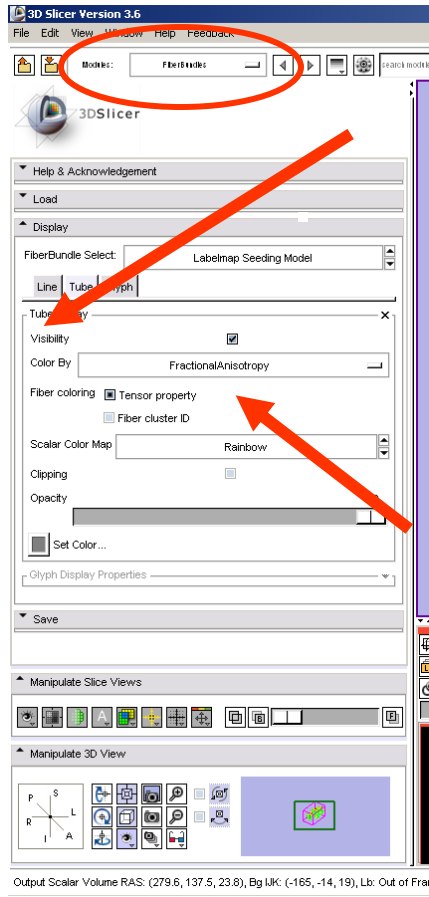 3D Slicer Version 3.6
File Edit View Window Help Feedback
Modules: FiberBundles search module
3DSlicer
Help & Acknowledgement
Load
Display
FiberBundle Select: Labelmap Seeding Model
Line Tube Glyph
Visibility
Color By FractionalAnisotropy
Fiber coloring Tensor property
Fiber cluster ID
Scalar Color Map Rainbow
Clipping
Opacity
Set Color...
Glyph Display Properties
Save
Manipulate Slice Views
A B F
Manipulate 3D View
P S
R L
I A
Output Scalar Volume RAS: (279.6, 137.5, 23.8), Bg IJK: (-165, -14, 19), Lb: Out of Fra